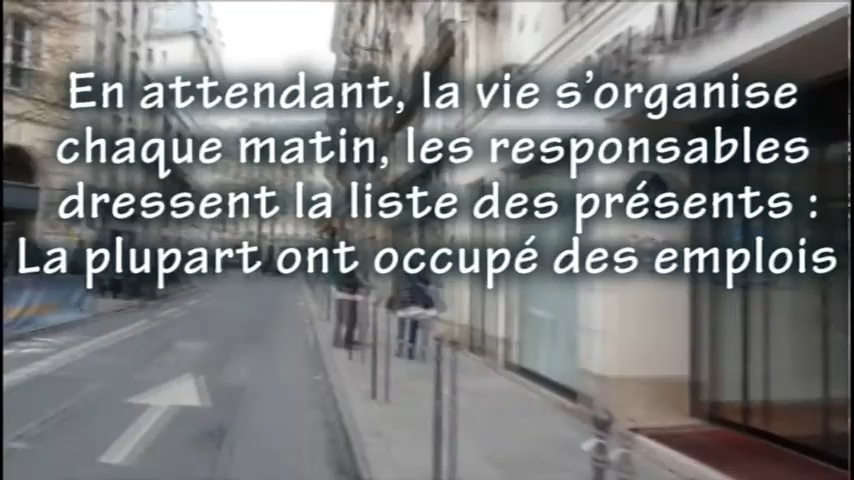 En attendant, la vie s'organise
chaque matin, les responsables
dressent la liste des présents :
La plupart ont occupé des emplois